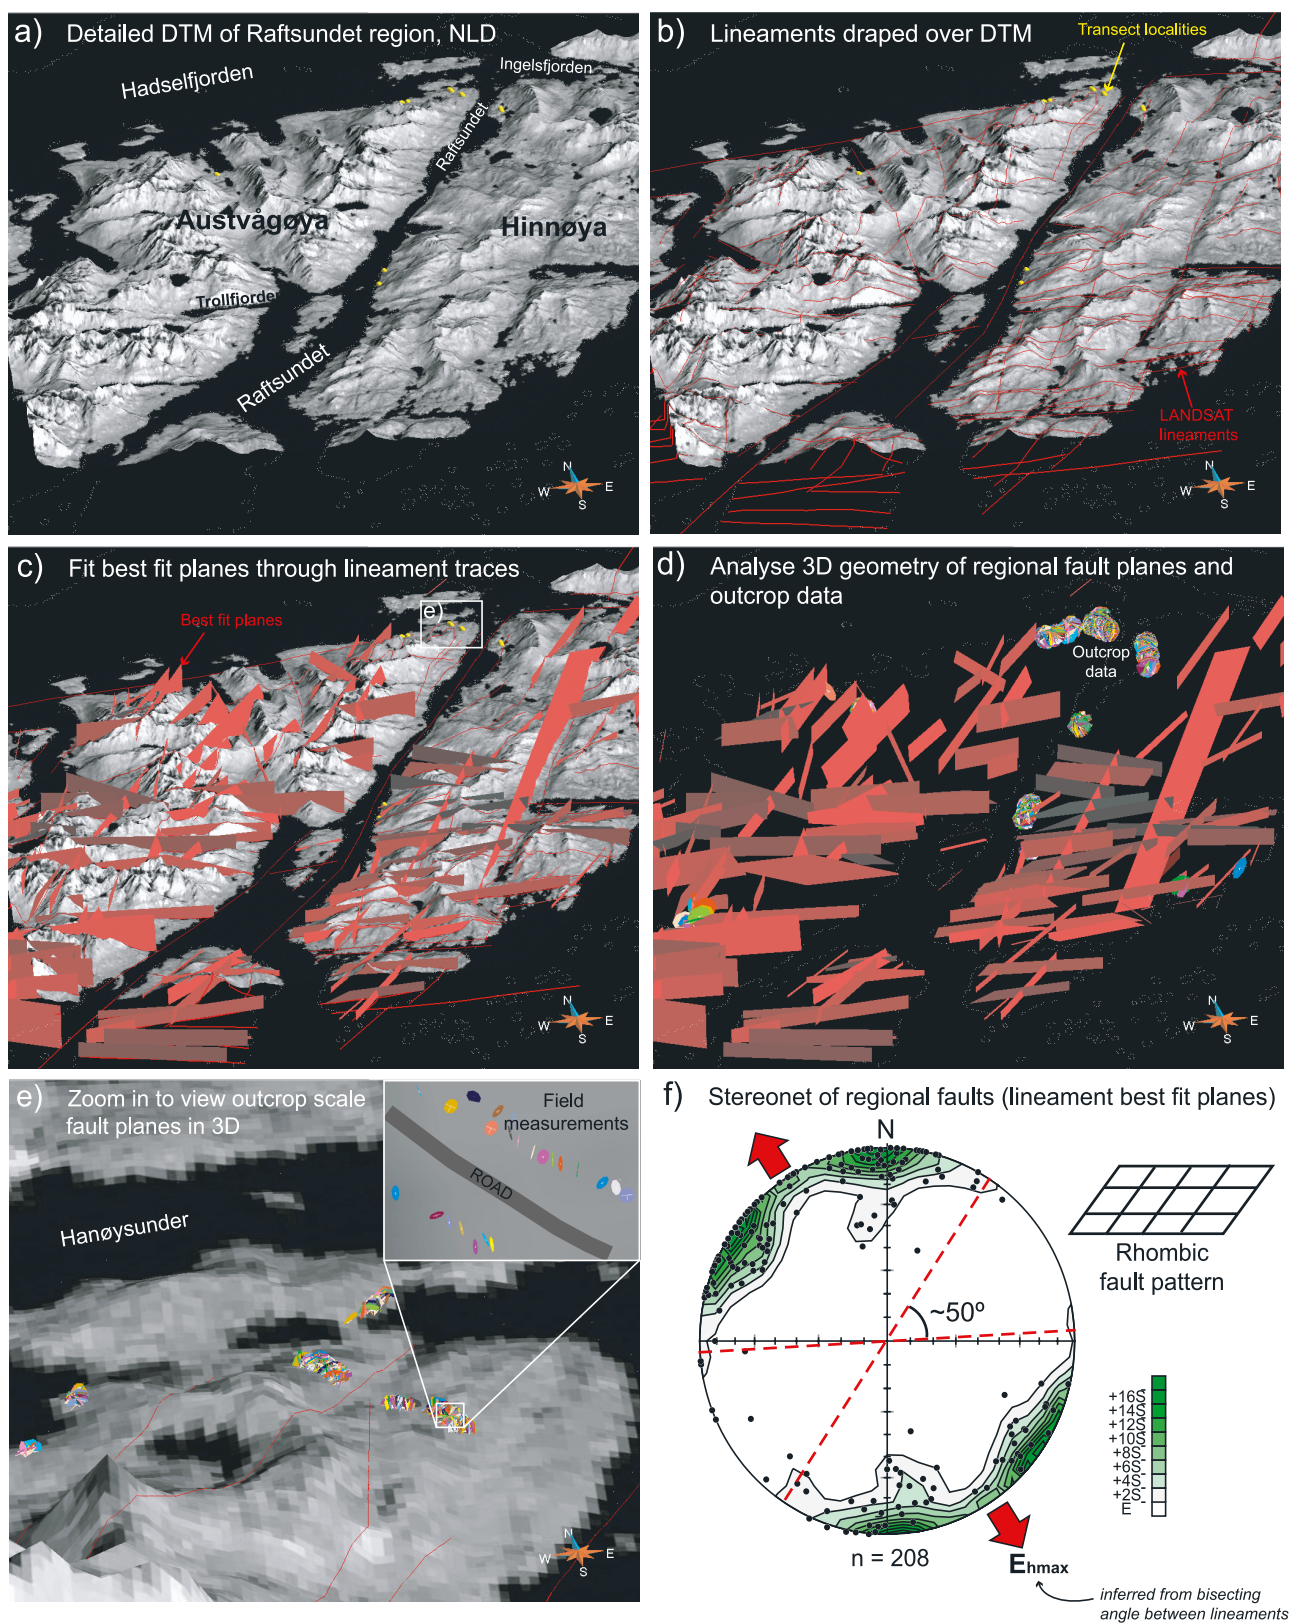 a) Detailed DTM of Raftsundet region, NLD
Hadselfjorden
Ingelsfjorden
Raftsundet
Austvågøya
Hinnøya
Trollfjorden
Raftsundet
N
W
E
S
b) Lineaments draped over DTM
Transect localities
LANDSAT
lineaments
N
W
E
S
c) Fit best fit planes through lineament traces
Best fit planes
e)
N
W
E
S
d) Analyse 3D geometry of regional fault planes and
outcrop data
Outcrop
data
N
W
E
S
e) Zoom in to view outcrop scale
fault planes in 3D
Field
measurements
ROAD
Hanøysunder
N
W
E
S
f) Stereonet of regional faults (lineament best fit planes)
N
~50º
Rhombic
fault pattern
+16S
+14S
+12S
+10S
+8S
+6S
+4S
+2S
E
n = 208
Ehmax
inferred from bisecting
angle between lineaments